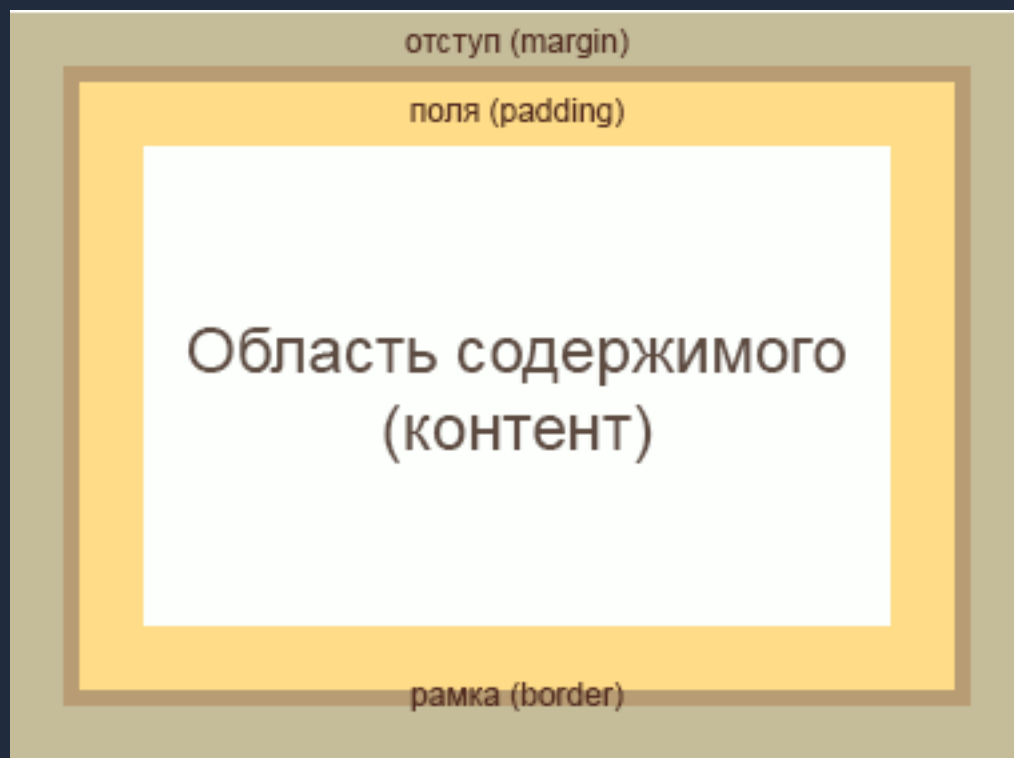 отступ (margin)
поля (padding)
Область содержимого
(контент)
рамка (border)